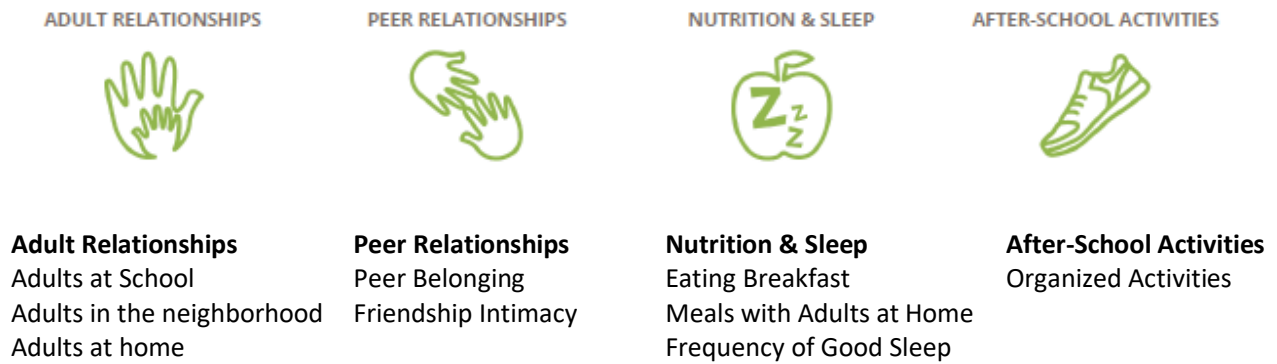 ADULT RELATIONSHIPS PEER RELATIONSHIPS NUTRITION & SLEEP AFTER-SCHOOL ACTIVITIES
Z z z
Adult Relationships
Adults at School
Adults in the neighborhood
Adults at home
Peer Relationships
Peer Belonging
Friendship Intimacy
Nutrition & Sleep
Eating Breakfast
Meals with Adults at Home
Frequency of Good Sleep
After-School Activities
Organized Activities